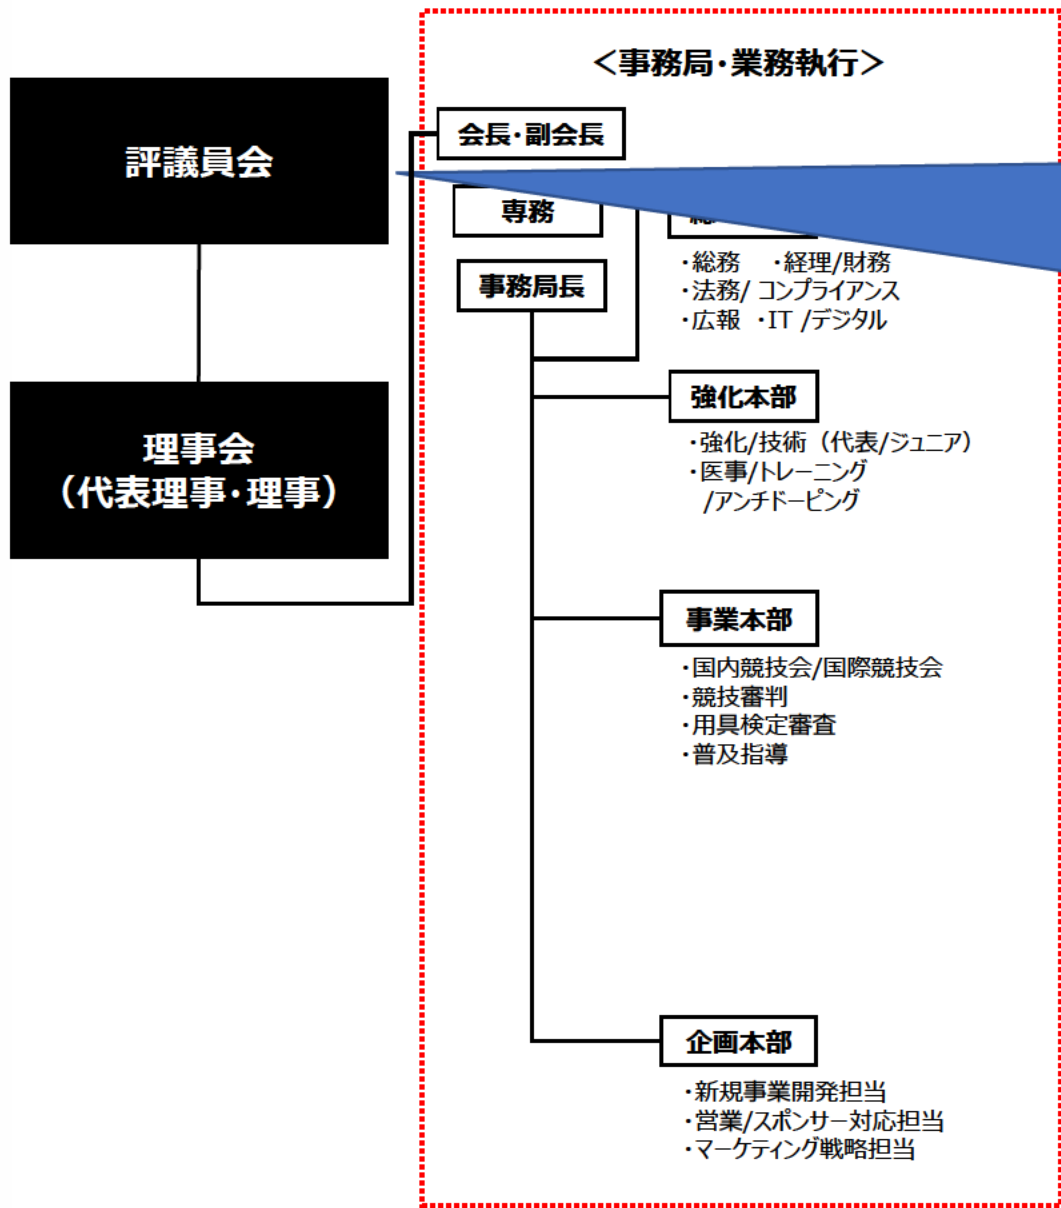 <事務局・業務執行>
会長・副会長
評議員会
専務
・総務 ・経理/財務
・法務/ コンプライアンス
・広報 ・IT /デジタル
事務局長
理事会
(代表理事・理事)
強化本部
・強化/技術(代表/ジュニア)
・医事/トレーニング
/アンチドーピング
事業本部
・国内競技会/国際競技会
・競技審判
・用具検定審査
・普及指導
企画本部
・新規事業開発担当
・営業/スポンサー対応担当
・マーケティング戦略担当